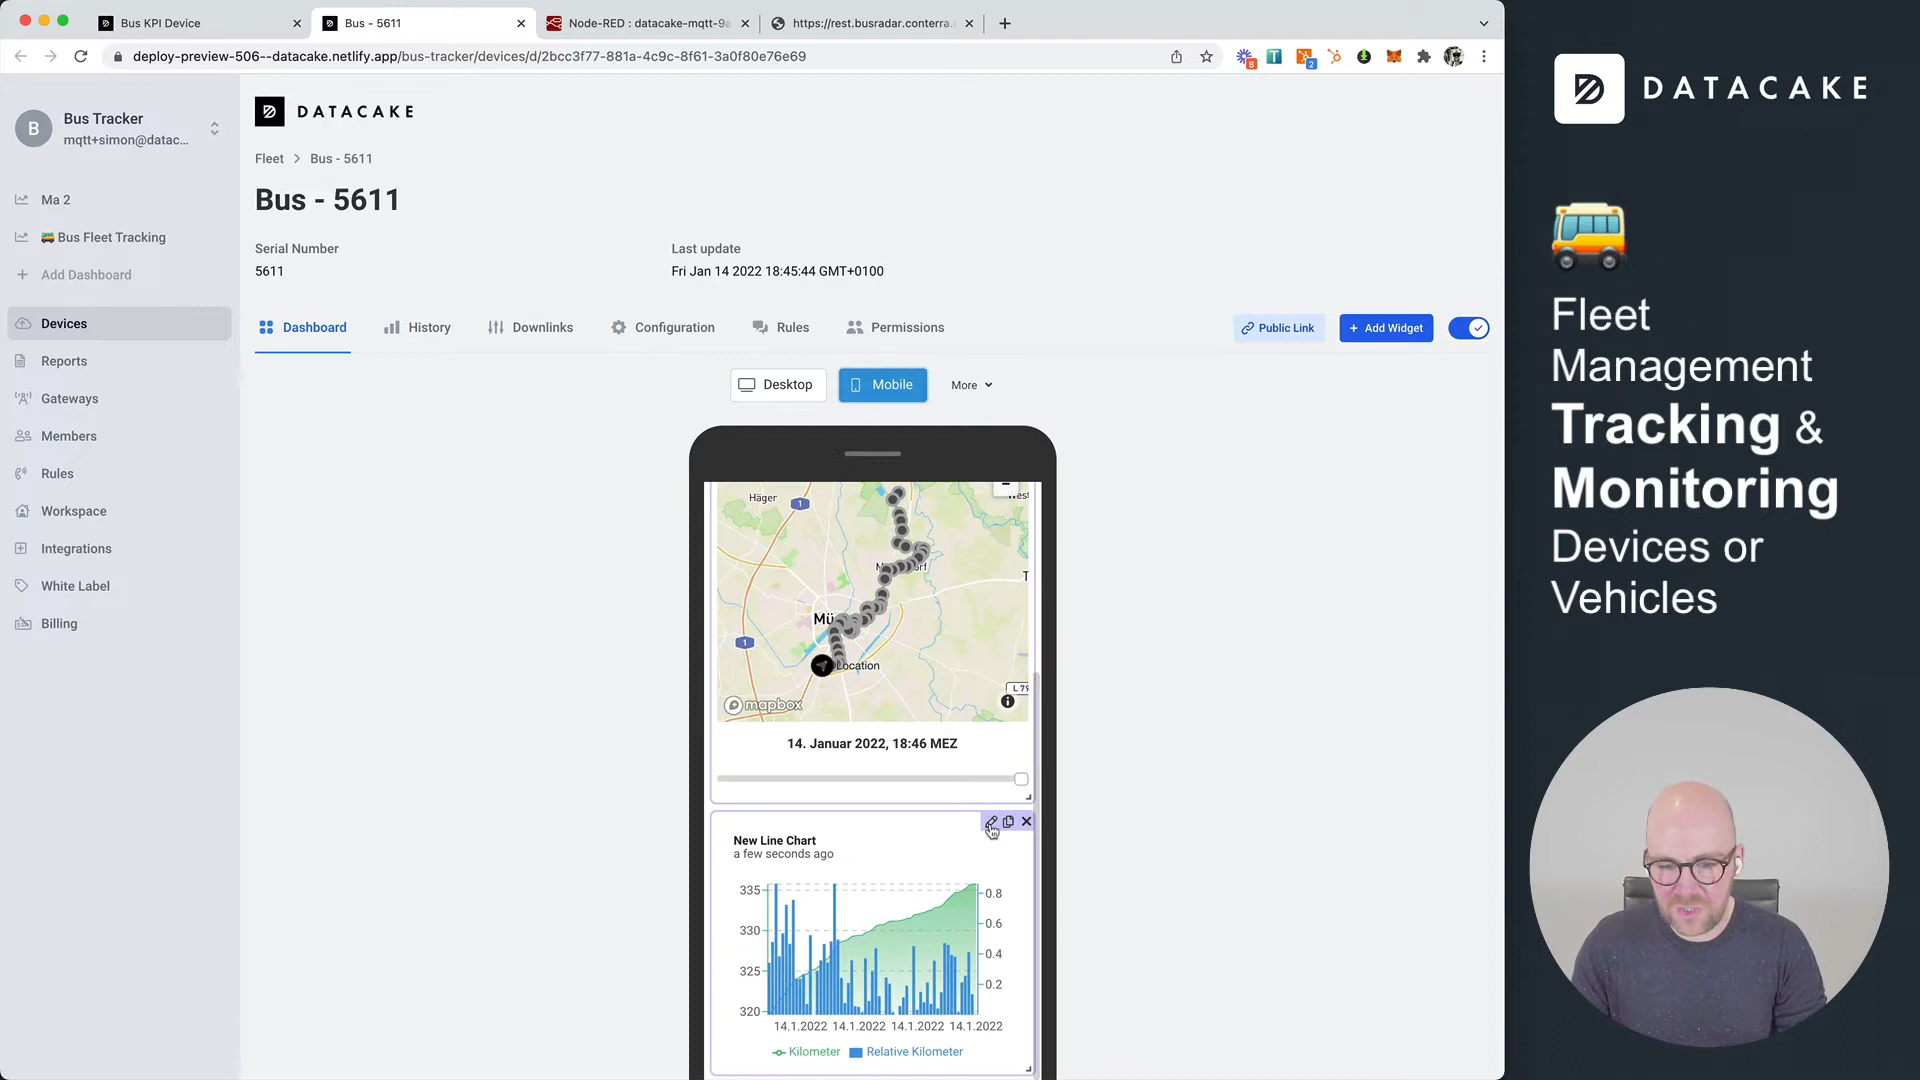 Bus KPI Device
Bus - 5611
Node-RED : datacake-mqtt-9a
https://rest.busradar.conterra.
deploy-preview-506--datacake.netlify.app/bus-tracker/devices/d/2bcc3f77-881a-4c9c-8f61-3a0f80e76e69
8
2
B
Bus Tracker
mqtt+simon@datac...
Ma 2
Bus Fleet Tracking
Add Dashboard
Devices
Reports
Gateways
Members
Rules
Workspace
Integrations
White Label
Billing
DATACAKE
Fleet > Bus - 5611
Bus - 5611
Serial Number
5611
Last update
Fri Jan 14 2022 18:45:44 GMT+0100
Dashboard
History
Downlinks
Configuration
Rules
Permissions
Public Link
+ Add Widget
Desktop
Mobile
More
Häger
1
West
Mü
1
Location
L 79
mapbox
14. Januar 2022, 18:46 MEZ
New Line Chart
a few seconds ago
335
330
325
320
0.8
0.6
0.4
0.2
14.1.2022 14.1.2022 14.1.2022 14.1.2022
Kilometer
Relative Kilometer
DATACAKE
Fleet
Management
Tracking &
Monitoring
Devices or
Vehicles